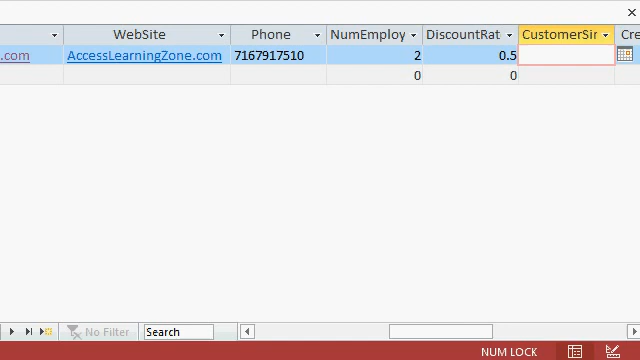 WebSite Phone NumEmploy DiscountRat CustomerSir Cre
.com AccessLearningZone.com 7167917510 2 0.5
0 0
No Filter Search
NUM LOCK